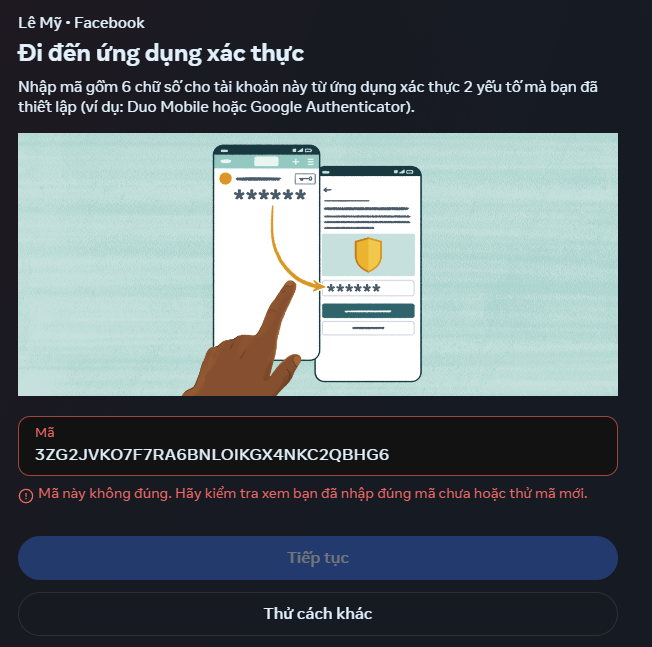 Lê Mỹ • Facebook
Đi đến ứng dụng xác thực
Nhập mã gồm 6 chữ số cho tài khoản này từ ứng dụng xác thực 2 yếu tố mà bạn đã
thiết lập (ví dụ: Duo Mobile hoặc Google Authenticator).
******
******
Mã
3ZG2JVKO7F7RA6BNLOIKGX4NKC2QBHG6
Mã này không đúng. Hãy kiểm tra xem bạn đã nhập đúng mã chưa hoặc thử mã mới.
Tiếp tục
Thử cách khác